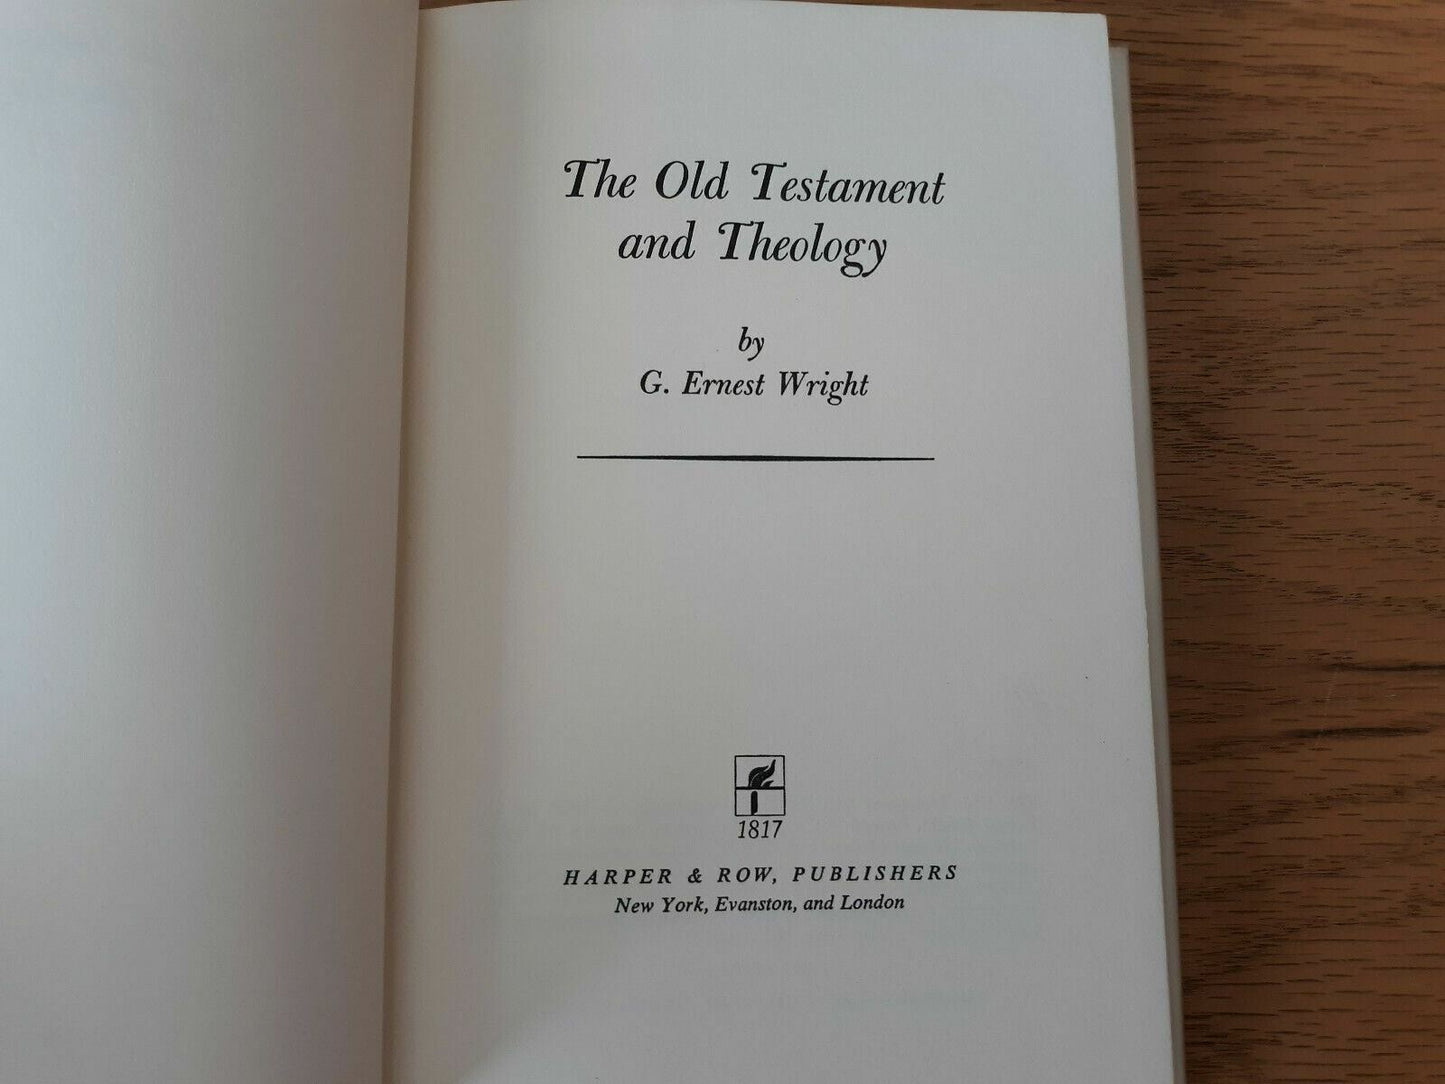 The Old Testament
and Theology
by
G. Ernest Wright
1817
HARPER & ROW, PUBLISHERS
New York, Evanston, and London